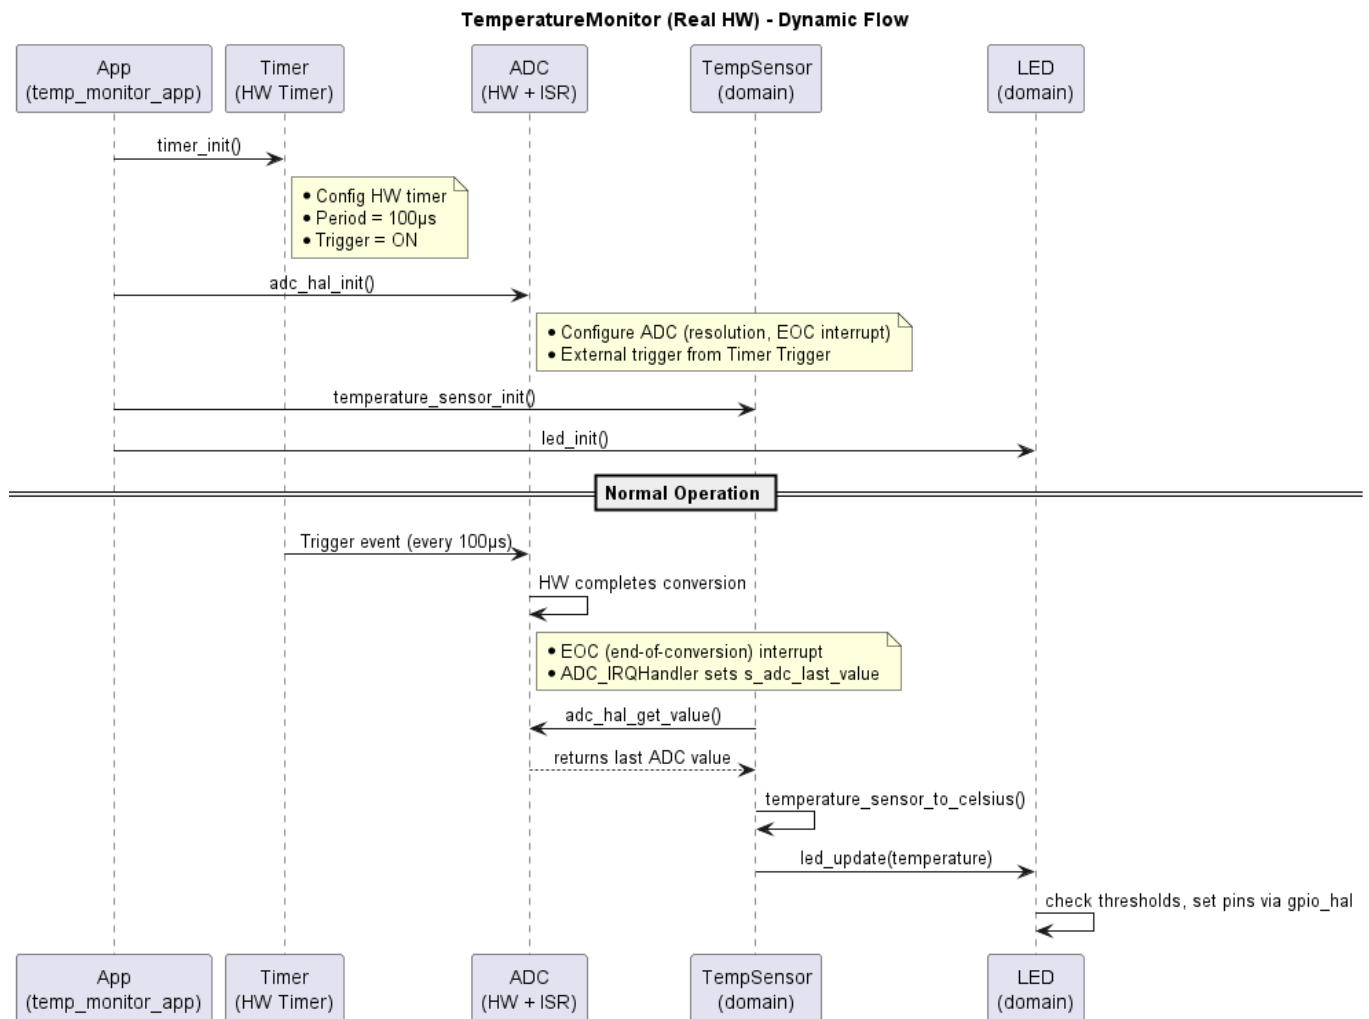 TemperatureMonitor (Real HW) - Dynamic Flow
App
(temp_monitor_app)
Timer
(HW Timer)
ADC
(HW + ISR)
TempSensor
(domain)
LED
(domain)
timer_init()
• Config HW timer
• Period = 100µs
• Trigger = ON
adc_hal_init()
• Configure ADC (resolution, EOC interrupt)
• External trigger from Timer Trigger
temperature_sensor_init()
led_init()
Normal Operation
Trigger event (every 100µs)
HW completes conversion
• EOC (end-of-conversion) interrupt
• ADC_IRQHandler sets s_adc_last_value
adc_hal_get_value()
returns last ADC value
temperature_sensor_to_celsius()
led_update(temperature)
check thresholds, set pins via gpio_hal
App
(temp_monitor_app)
Timer
(HW Timer)
ADC
(HW + ISR)
TempSensor
(domain)
LED
(domain)